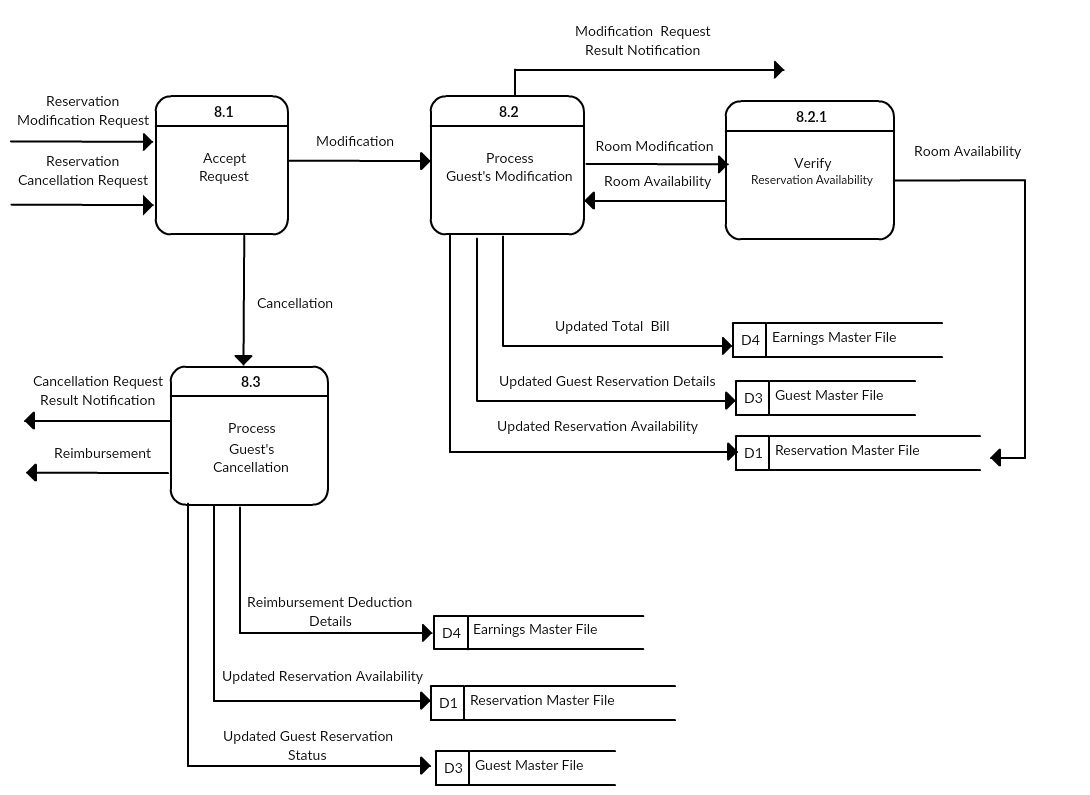 Modification Request
Result Notification
Reservation
Modification Request
Reservation
Cancellation Request
8.1
Accept
Request
Modification
8.2
Process
Guest's Modification
Room Modification
Room Availability
8.2.1
Verify
Reservation Availability
Room Availability
Cancellation
Updated Total Bill
D4 Earnings Master File
Updated Guest Reservation Details
D3 Guest Master File
Updated Reservation Availability
D1 Reservation Master File
Cancellation Request
Result Notification
Reimbursement
8.3
Process
Guest's
Cancellation
Reimbursement Deduction
Details
D4 Earnings Master File
Updated Reservation Availability
D1 Reservation Master File
Updated Guest Reservation
Status
D3 Guest Master File